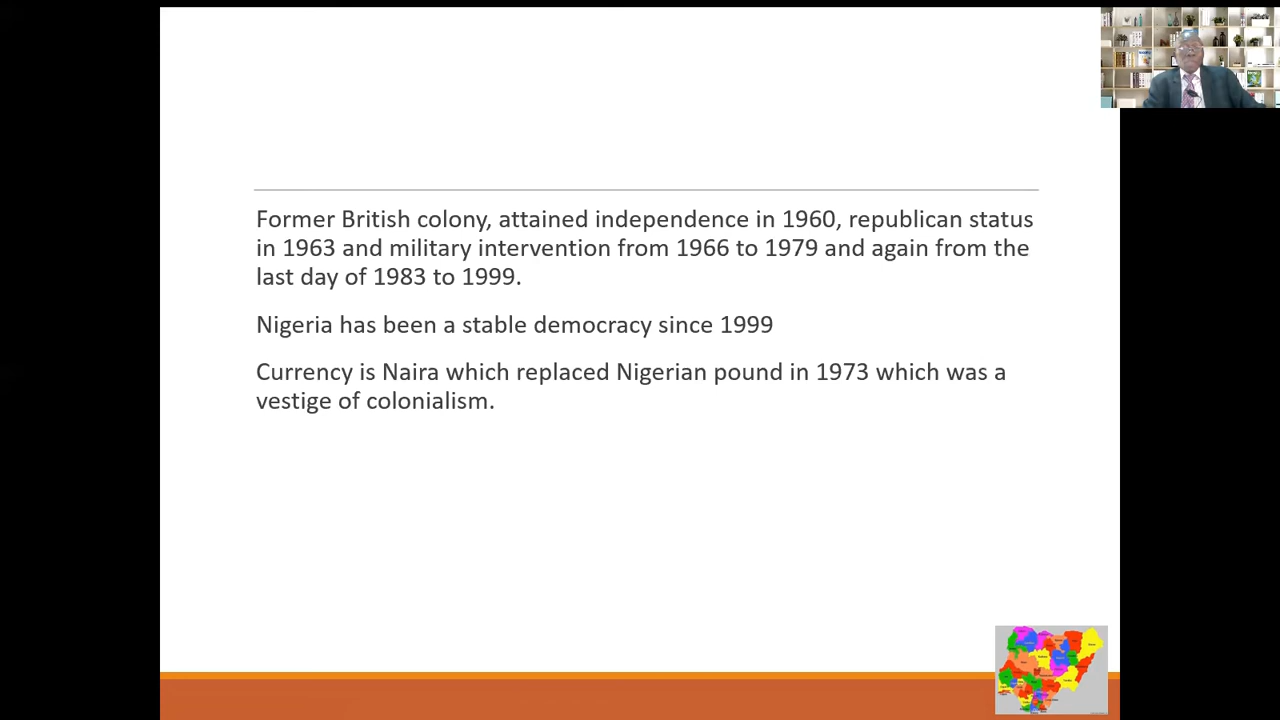 Former British colony, attained independence in 1960, republican status
in 1963 and military intervention from 1966 to 1979 and again from the
last day of 1983 to 1999.
Nigeria has been a stable democracy since 1999
Currency is Naira which replaced Nigerian pound in 1973 which was a
vestige of colonialism.